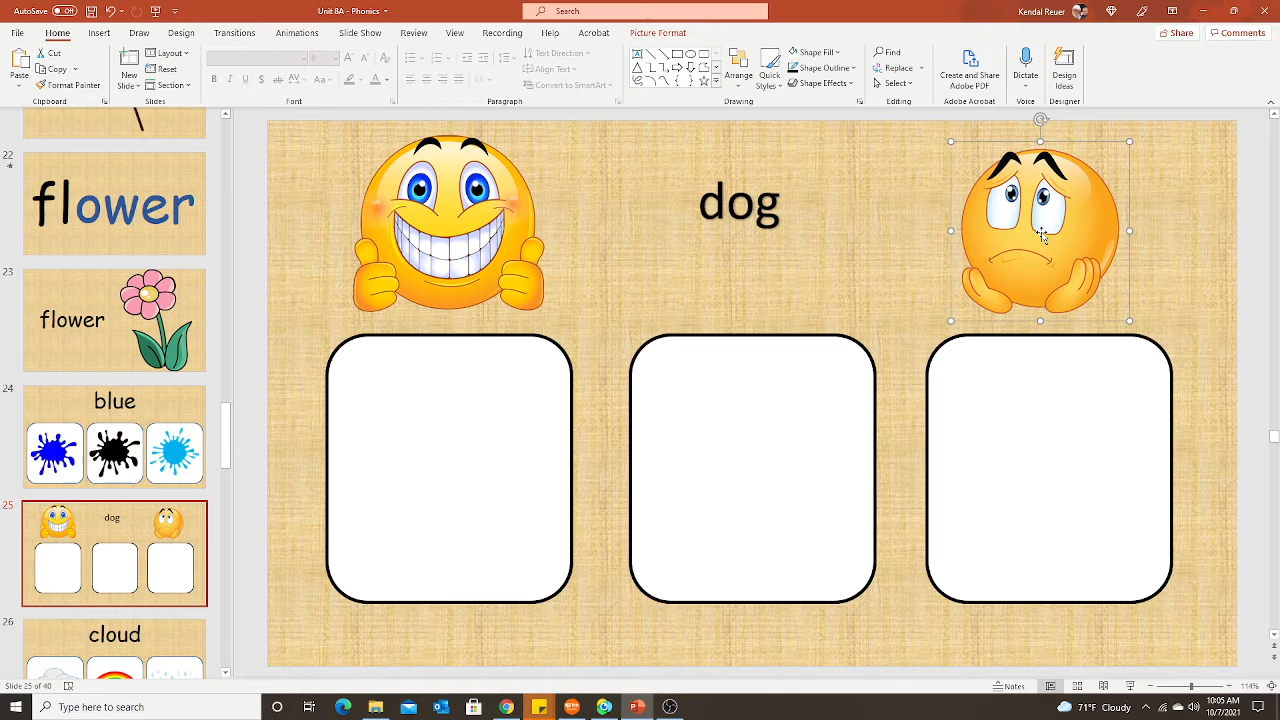 AutoSave Off
Unit 8A - Phonics
Search
Kendal Reuer
File Home Insert Draw Design Transitions Animations Slide Show Review View Recording Help Acrobat Picture Format Share Comments
Paste
Cut
Copy
Format Painter
Clipboard
New Slide
Layout
Reset
Section
Slides
9
Font
Text Direction
Align Text
Convert to SmartArt
Paragraph
Arrange
Quick Styles
Shape Fill
Shape Outline
Shape Effects
Drawing
Find
Replace
Select
Editing
Create and Share Adobe PDF
Adobe Acrobat
Dictate
Voice
Design Ideas
Designer
22
flower
23
flower
24
blue
25
dog
26
cloud
dog
Slide 25 of 40
Notes
114%
Type here to search
77°F Cloudy
10:05 AM
10/7/2021